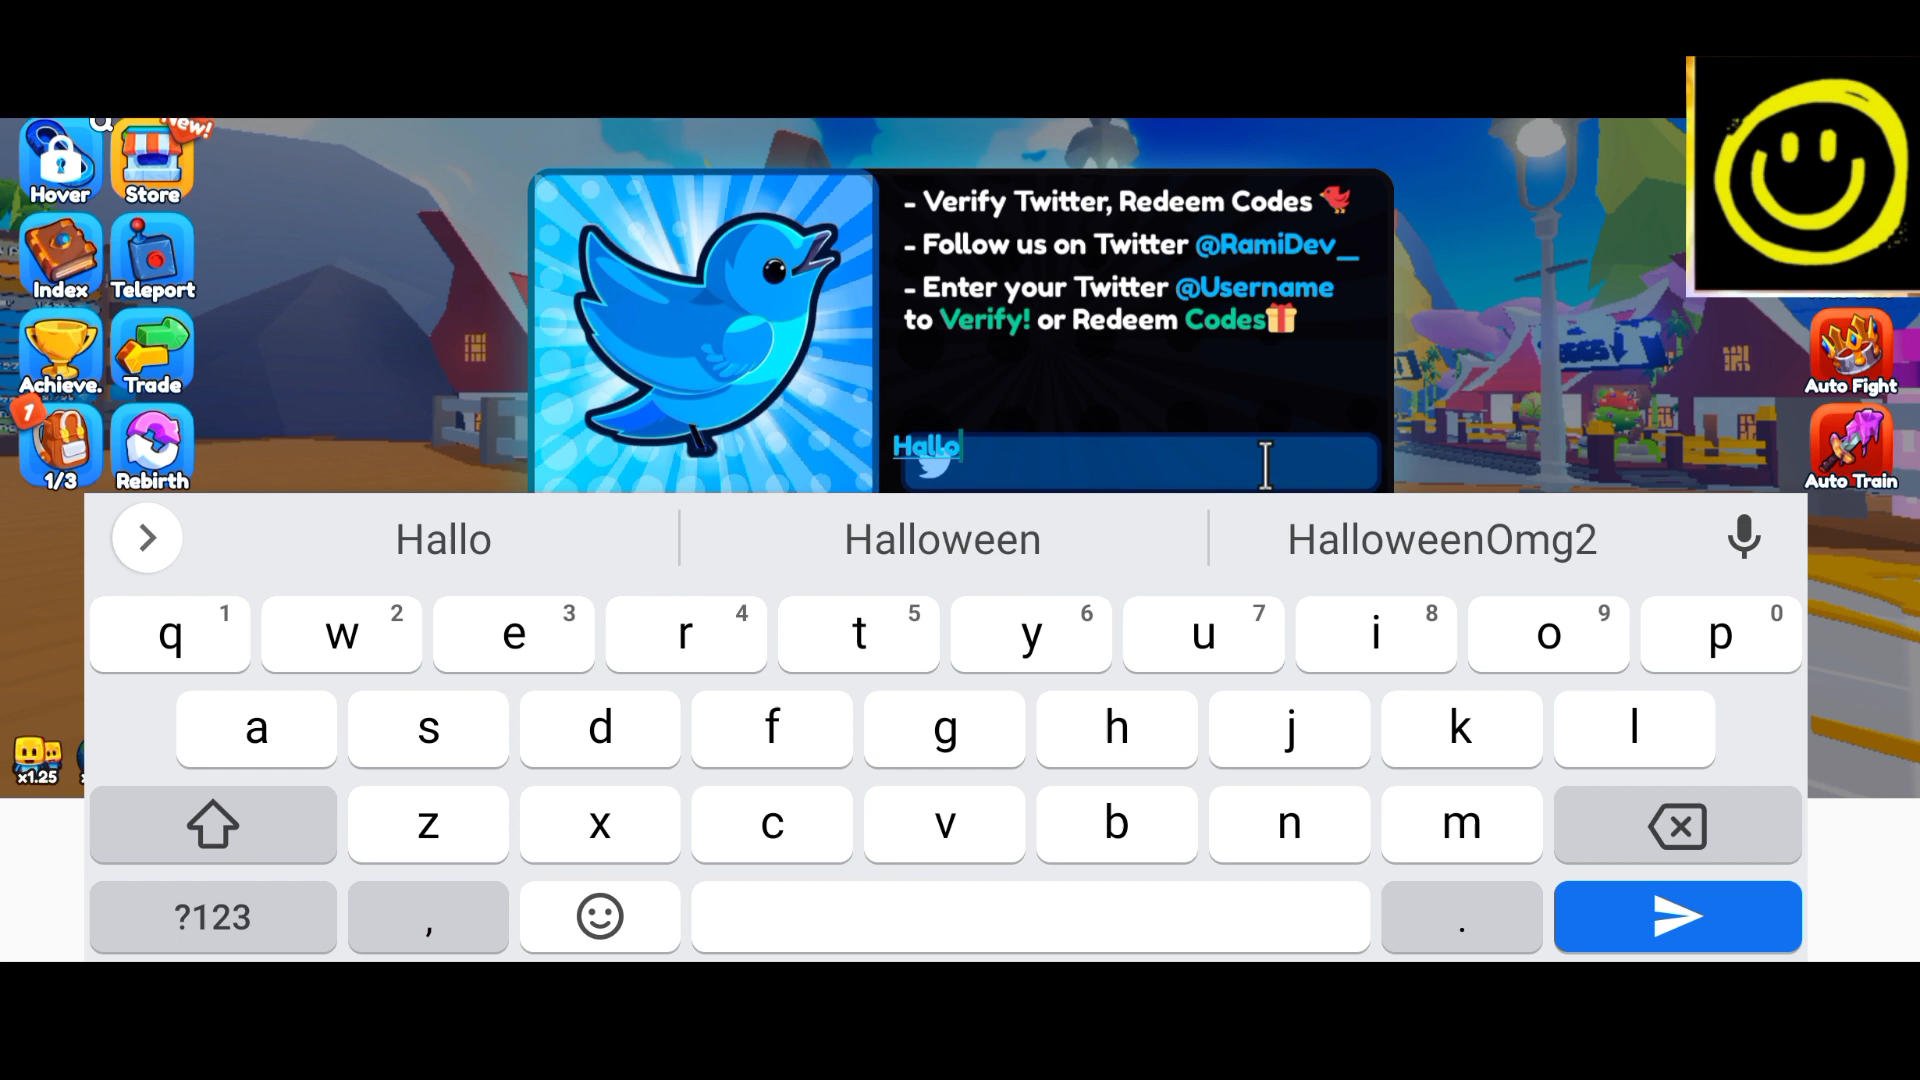 New!
Hover
Store
Index
Teleport
Achieve.
Trade
1
1/3
Rebirth
x1.25
- Verify Twitter, Redeem Codes
- Follow us on Twitter @RamiDev__
- Enter your Twitter @Username
to Verify! or Redeem Codes
Hallo
Auto Fight
Auto Train
Hallo
Halloween
HalloweenOmg2
q 1 w 2 e 3 r 4 t 5 y 6 u 7 i 8 o 9 p 0
a s d f g h j k l
z x c v b n m
?123 , .